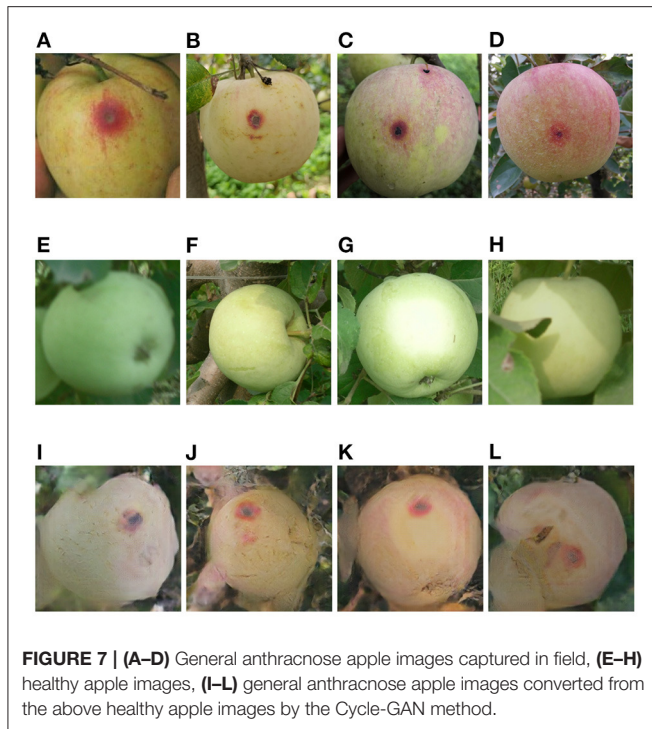 A
B
C
D
E
F
G
H
I
J
K
L
FIGURE 7 | (A–D) General anthracnose apple images captured in field, (E–H)
healthy apple images, (I–L) general anthracnose apple images converted from
the above healthy apple images by the Cycle-GAN method.